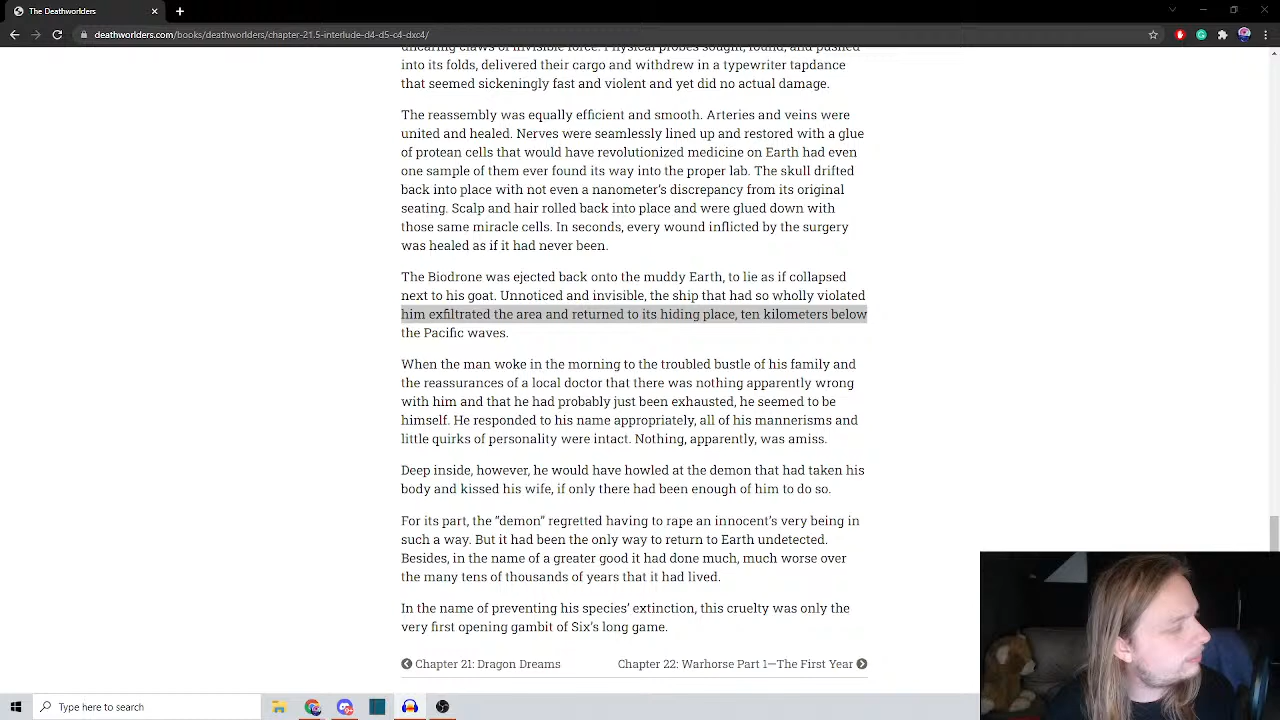 The Deathworlders
deathworlders.com/books/deathworlders/chapter-21.5-interlude-d4-d5-c4-dxc4/
uncaring claws of invisible force. Physical probes sought, found, and pushed
into its folds, delivered their cargo and withdrew in a typewriter tapdance
that seemed sickeningly fast and violent and yet did no actual damage.
The reassembly was equally efficient and smooth. Arteries and veins were
united and healed. Nerves were seamlessly lined up and restored with a glue
of protean cells that would have revolutionized medicine on Earth had even
one sample of them ever found its way into the proper lab. The skull drifted
back into place with not even a nanometer's discrepancy from its original
seating. Scalp and hair rolled back into place and were glued down with
those same miracle cells. In seconds, every wound inflicted by the surgery
was healed as if it had never been.
The Biodrone was ejected back onto the muddy Earth, to lie as if collapsed
next to his goat. Unnoticed and invisible, the ship that had so wholly violated
him exfiltrated the area and returned to its hiding place, ten kilometers below
the Pacific waves.
When the man woke in the morning to the troubled bustle of his family and
the reassurances of a local doctor that there was nothing apparently wrong
with him and that he had probably just been exhausted, he seemed to be
himself. He responded to his name appropriately, all of his mannerisms and
little quirks of personality were intact. Nothing, apparently, was amiss.
Deep inside, however, he would have howled at the demon that had taken his
body and kissed his wife, if only there had been enough of him to do so.
For its part, the "demon" regretted having to rape an innocent's very being in
such a way. But it had been the only way to return to Earth undetected.
Besides, in the name of a greater good it had done much, much worse over
the many tens of thousands of years that it had lived.
In the name of preventing his species' extinction, this cruelty was only the
very first opening gambit of Six's long game.
Chapter 21: Dragon Dreams
Chapter 22: Warhorse Part 1—The First Year
Type here to search